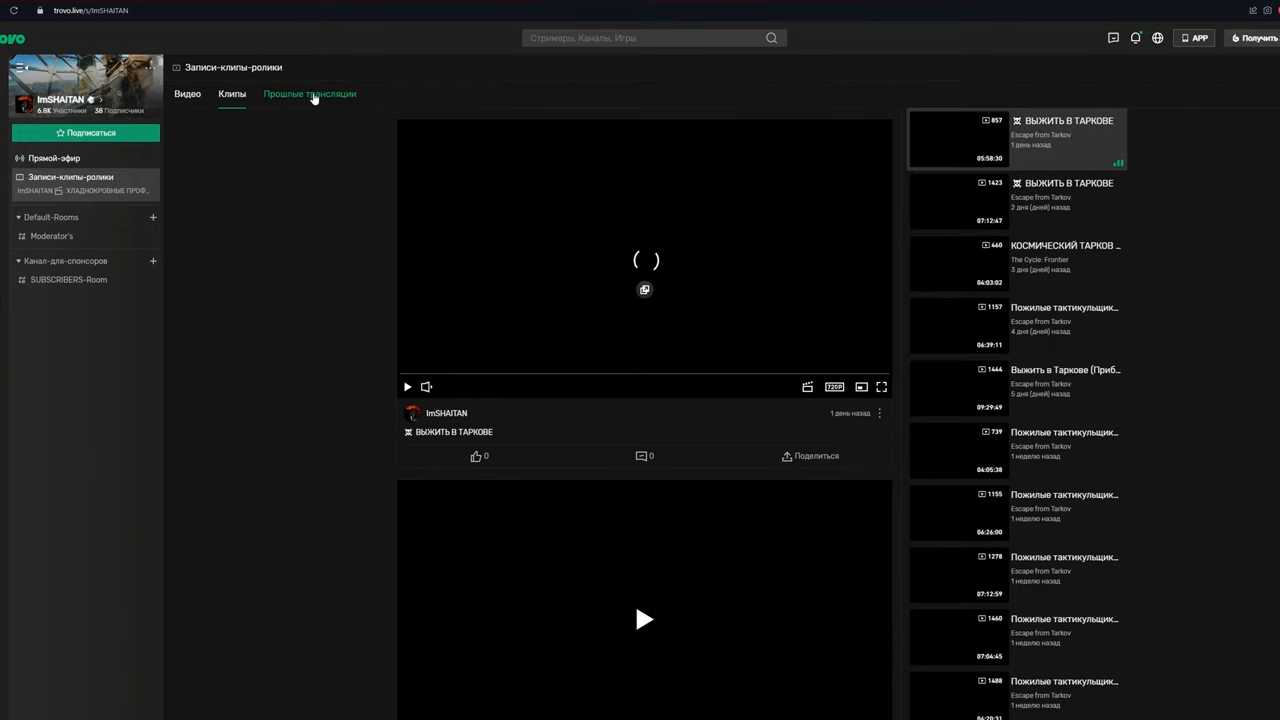 trovo.live/s/ImSHAITAN
ovo
Стримеры, Каналы, Игры
APP
Получить
ImSHAITAN
6.8K Участники 38 Подписчики
Подписаться
Прямой-эфир
Записи-клипы-ролики
ImSHAITAN ХЛАДНОКРОВНЫЕ ПРОФ...
Default-Rooms
Moderator's
Канал-для-спонсоров
SUBSCRIBERS-Room
Записи-клипы-ролики
Видео Клипы Прошлые трансляции
720P
ImSHAITAN
1 день назад
ВЫЖИТЬ В ТАРКОВЕ
0
0
Поделиться
857
05:58:30
ВЫЖИТЬ В ТАРКОВЕ
Escape from Tarkov
1 день назад
1423
07:12:47
ВЫЖИТЬ В ТАРКОВЕ
Escape from Tarkov
2 дня (дней) назад
460
04:03:02
КОСМИЧЕСКИЙ ТАРКОВ ...
The Cycle: Frontier
3 дня (дней) назад
1157
06:39:11
Пожилые тактикульщик...
Escape from Tarkov
4 дня (дней) назад
1444
09:29:49
Выжить в Таркове (Приб...
Escape from Tarkov
5 дня (дней) назад
739
04:05:38
Пожилые тактикульщик...
Escape from Tarkov
1 неделю назад
1155
06:26:00
Пожилые тактикульщик...
Escape from Tarkov
1 неделю назад
1278
07:12:59
Пожилые тактикульщик...
Escape from Tarkov
1 неделю назад
1460
07:04:45
Пожилые тактикульщик...
Escape from Tarkov
1 неделю назад
1488
06:20:31
Пожилые тактикульщик...
Escape from Tarkov
1 неделю назад